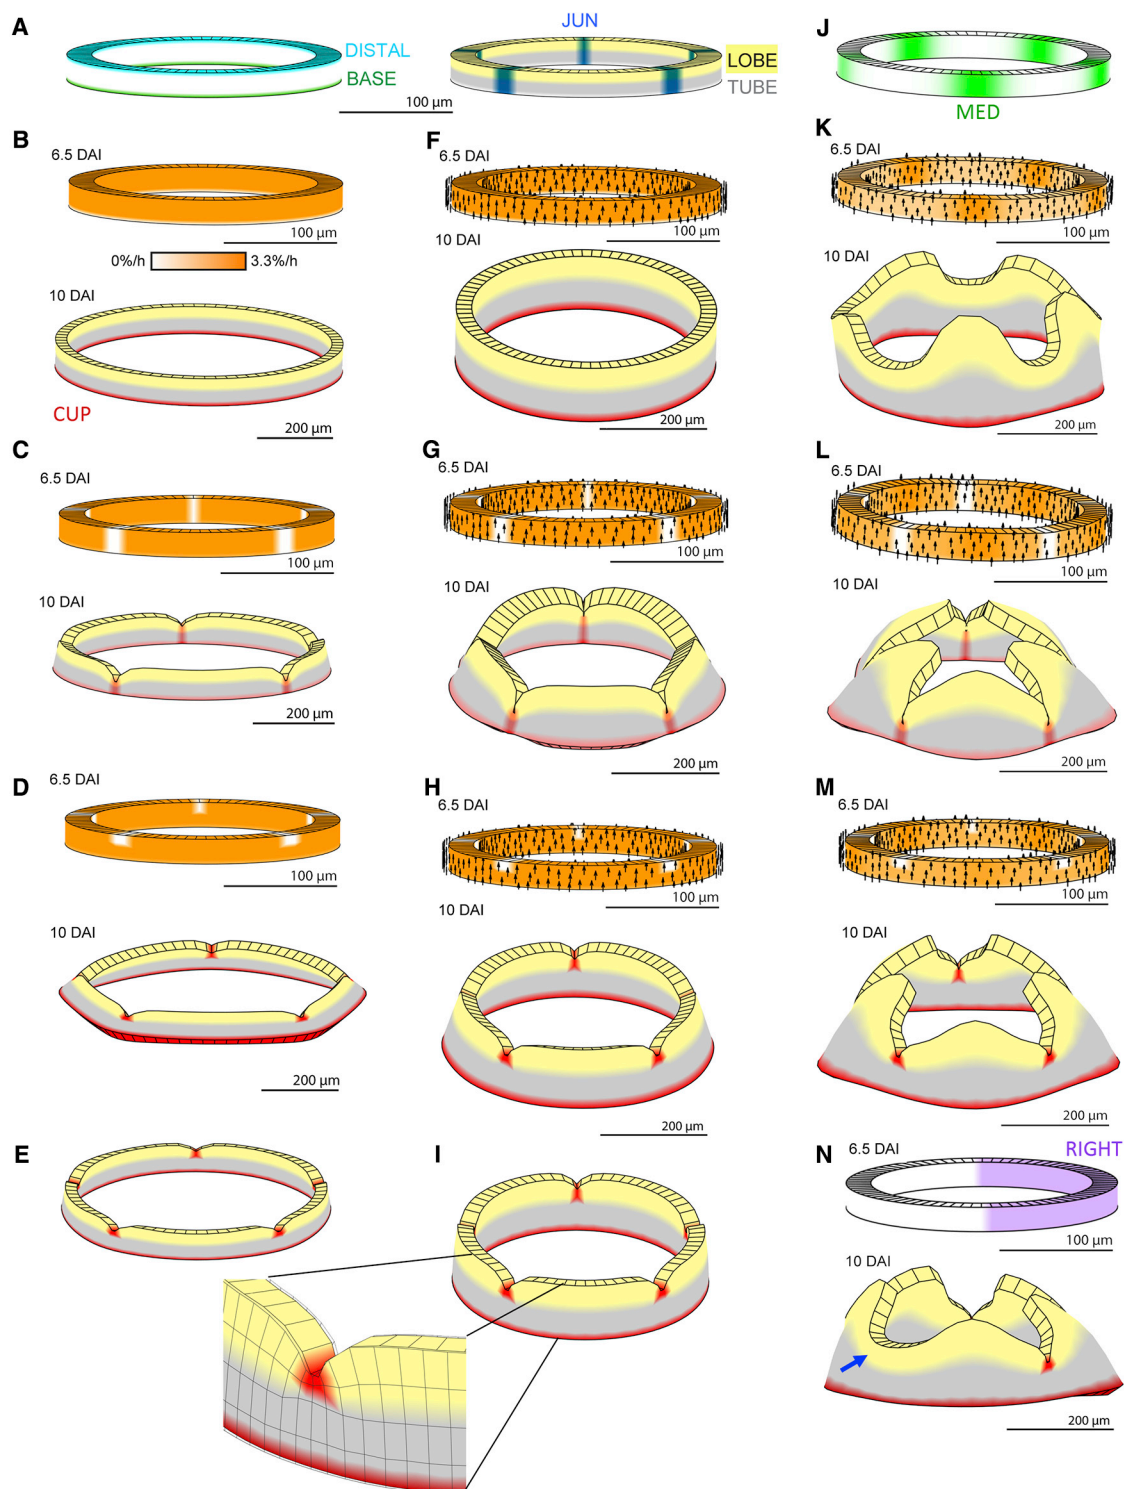 A
DISTAL
BASE
100 µm
JUN
LOBE
TUBE
B
6.5 DAI
100 µm
0%/h
3.3%/h
10 DAI
CUP
200 µm
C
6.5 DAI
100 µm
10 DAI
200 µm
D
6.5 DAI
100 µm
10 DAI
200 µm
E
F
6.5 DAI
100 µm
10 DAI
200 µm
G
6.5 DAI
100 µm
10 DAI
200 µm
H
6.5 DAI
100 µm
10 DAI
200 µm
I
J
MED
K
6.5 DAI
100 µm
10 DAI
200 µm
L
6.5 DAI
100 µm
10 DAI
200 µm
M
6.5 DAI
100 µm
10 DAI
200 µm
N
6.5 DAI
RIGHT
100 µm
10 DAI
200 µm